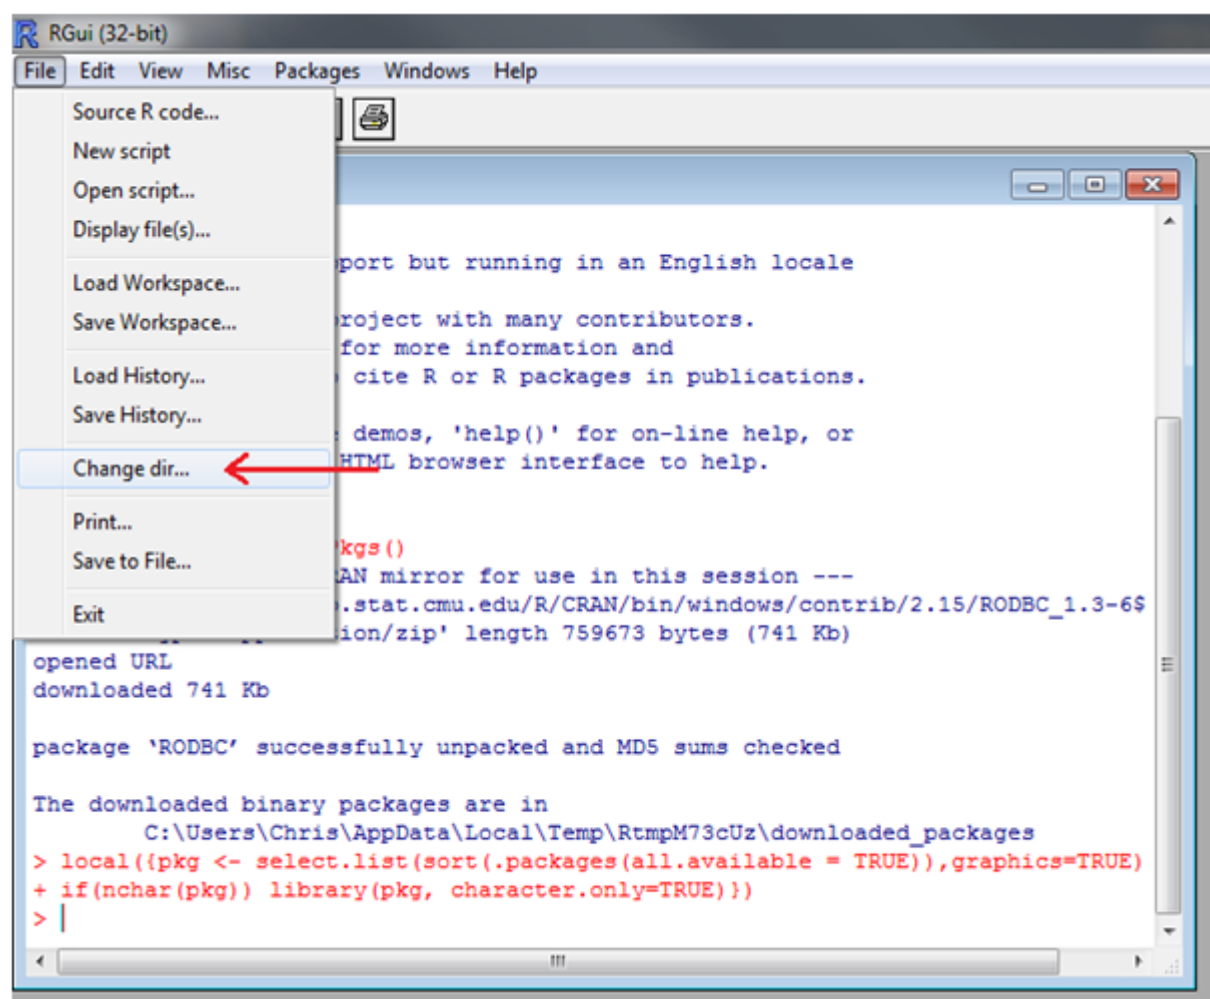 RGui (32-bit)
File Edit View Misc Packages Windows Help
Source R code...
New script
Open script...
Display file(s)...
Load Workspace...
Save Workspace...
Load History...
Save History...
Change dir...
Print...
Save to File...
Exit
port but running in an English locale
roject with many contributors.
for more information and
cite R or R packages in publications.
demos, 'help()' for on-line help, or
HTML browser interface to help.
kgs()
AN mirror for use in this session ---
.stat.cmu.edu/R/CRAN/bin/windows/contrib/2.15/RODBC_1.3-6$
ion/zip' length 759673 bytes (741 Kb)
opened URL
downloaded 741 Kb
package ‘RODBC’ successfully unpacked and MD5 sums checked
The downloaded binary packages are in
C:\Users\Chris\AppData\Local\Temp\RtmpM73cUz\downloaded_packages
> local({pkg <- select.list(sort(.packages(all.available = TRUE)),graphics=TRUE)
+ if(nchar(pkg)) library(pkg, character.only=TRUE)})
>